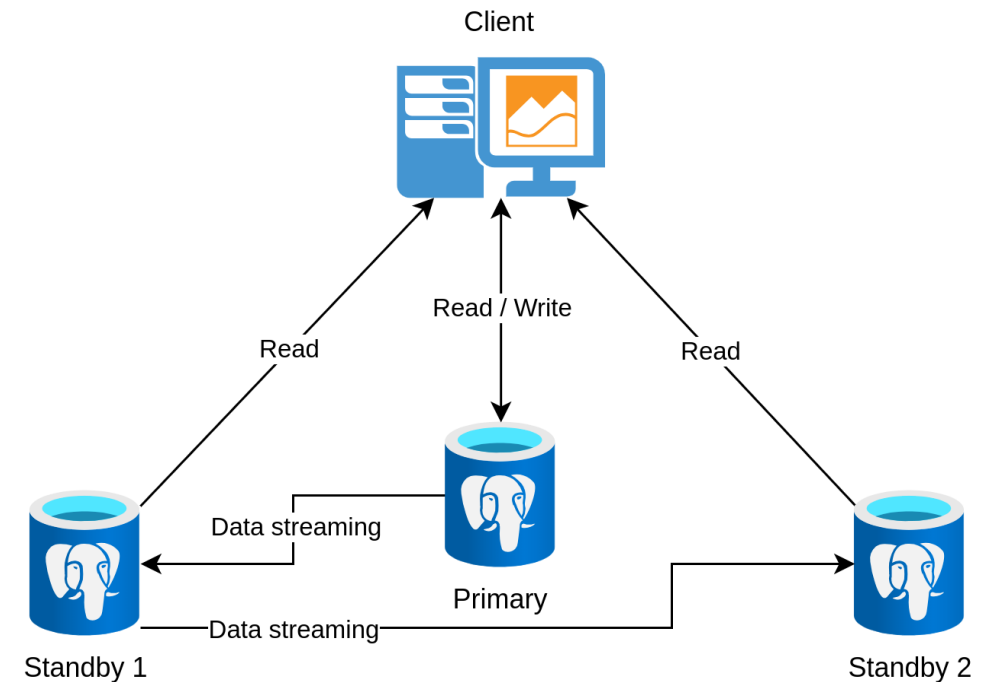 Client
Read / Write
Read
Read
Data streaming
Primary
Data streaming
Standby 1
Standby 2